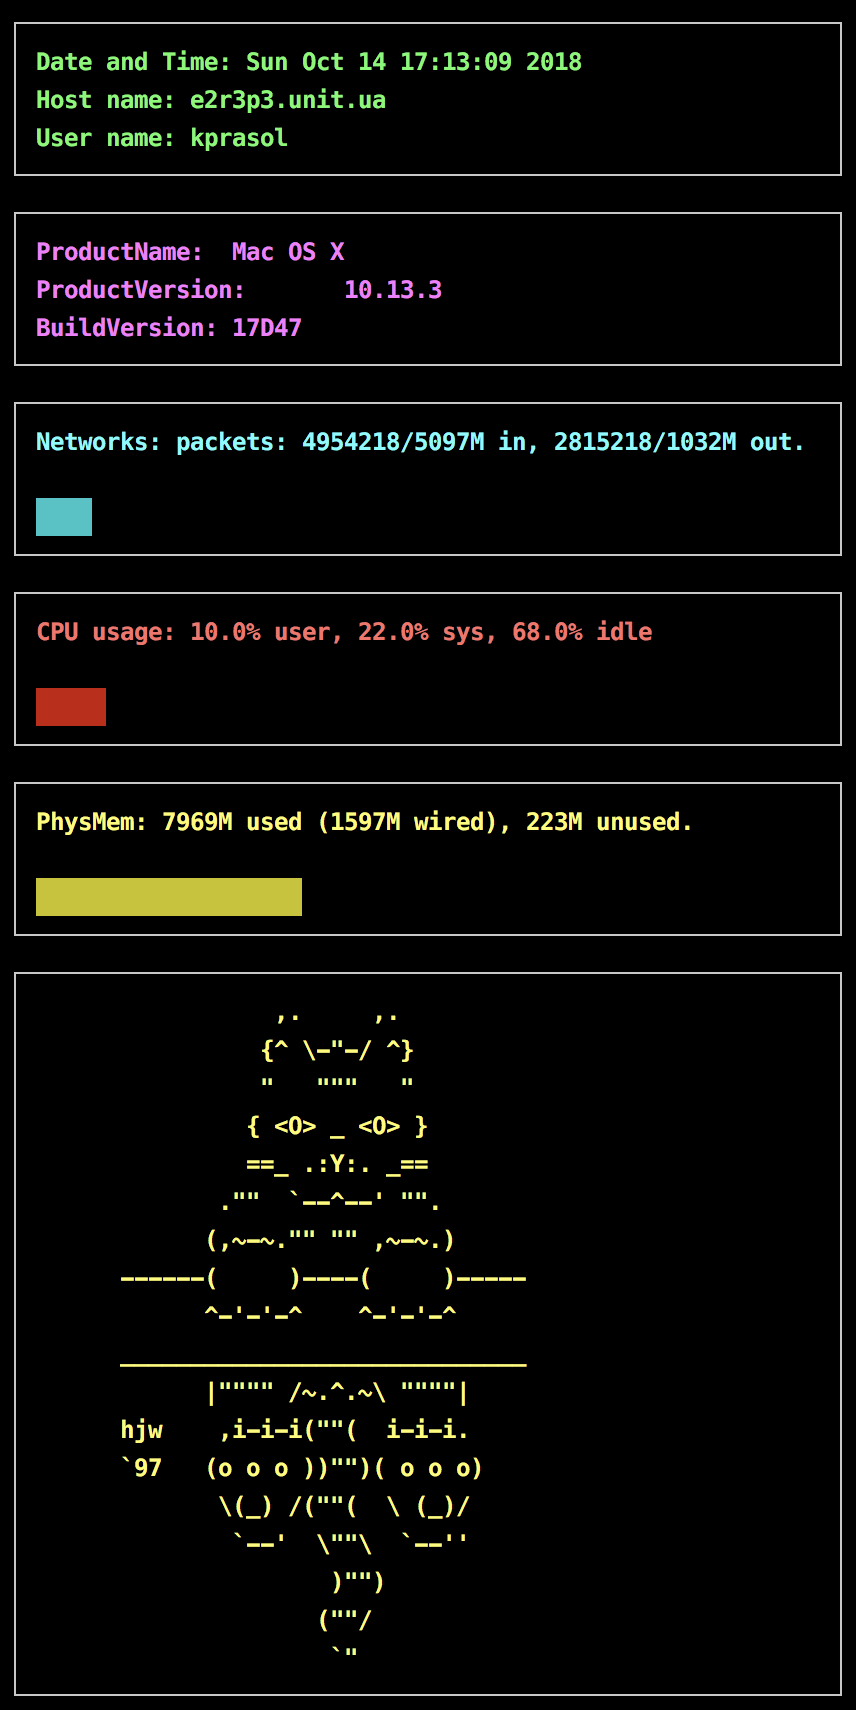 Date and Time: Sun Oct 14 17:13:09 2018
Host name: e2r3p3.unit.ua
User name: kprasol
ProductName:  Mac OS X
ProductVersion:       10.13.3
BuildVersion: 17D47
Networks: packets: 4954218/5097M in, 2815218/1032M out.
CPU usage: 10.0% user, 22.0% sys, 68.0% idle
PhysMem: 7969M used (1597M wired), 223M unused.
           ,.     ,.
          {^ \-"-/ ^}
          "   """   "
         { <O> _ <O> }
         ==_ .:Y:. _==
       .""  `--^--' "".
      (,~-~."" "" ,~-~.)
------(     )----(     )-----
      ^-'-'-^    ^-'-'-^
_____________________________
      |"""" /~.^.~\ """"|
hjw    ,i-i-i(""(  i-i-i.
`97   (o o o ))"")( o o o)
       \(_) /(""(  \ (_)/
        `--'  \""\  `--''
               )"")
              (""/
               `"